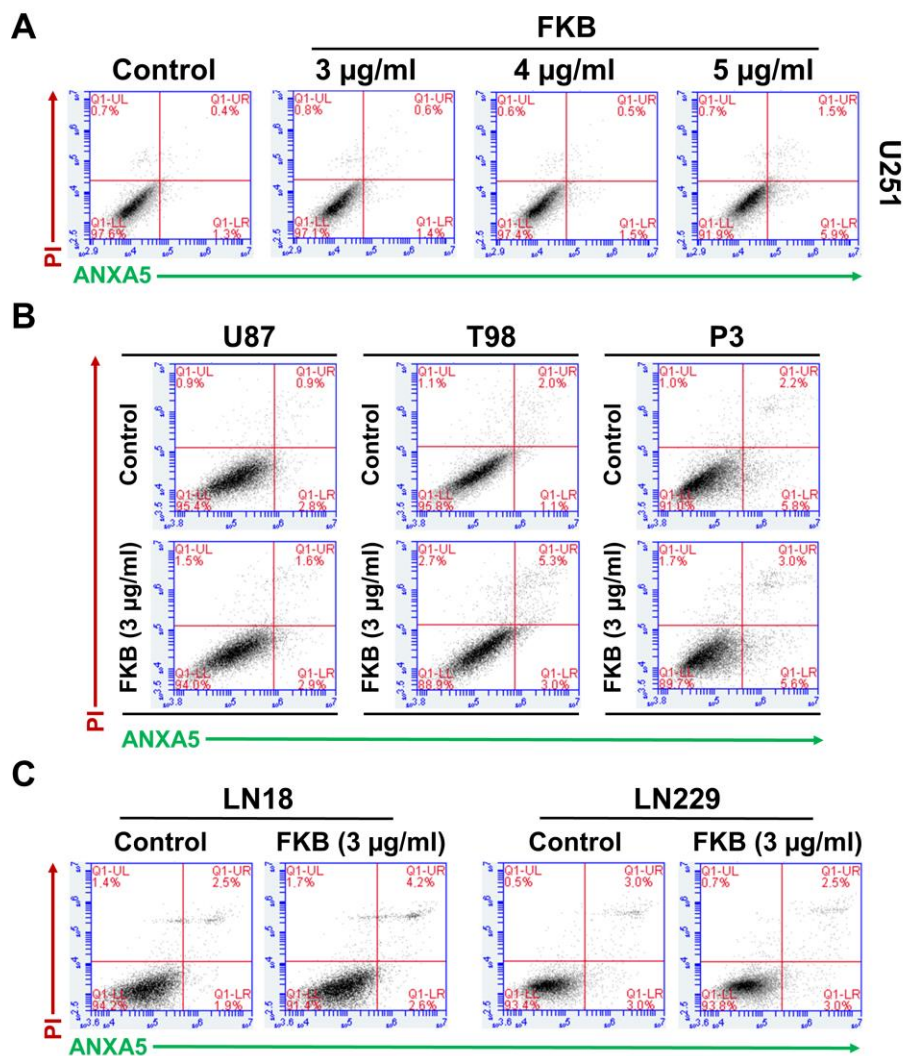 A
FKB
Control
3 µg/ml
4 µg/ml
5 µg/ml
Q1-UL
0.7%
Q1-UR
0.4%
Q1-LL
97.6%
Q1-LR
1.3%
Q1-UL
0.8%
Q1-UR
0.6%
Q1-LL
97.1%
Q1-LR
1.4%
Q1-UL
0.6%
Q1-UR
0.5%
Q1-LL
97.4%
Q1-LR
1.5%
Q1-UL
0.7%
Q1-UR
1.5%
Q1-LL
91.9%
Q1-LR
5.9%
U251
PI
ANXA5
B
U87
T98
P3
Control
Q1-UL
0.9%
Q1-UR
0.9%
Q1-LL
95.4%
Q1-LR
2.8%
Q1-UL
1.1%
Q1-UR
2.0%
Q1-LL
95.8%
Q1-LR
1.1%
Q1-UL
1.0%
Q1-UR
2.2%
Q1-LL
91.0%
Q1-LR
5.8%
FKB (3 µg/ml)
Q1-UL
1.5%
Q1-UR
1.6%
Q1-LL
94.0%
Q1-LR
2.9%
FKB (3 µg/ml)
Q1-UL
2.7%
Q1-UR
5.3%
Q1-LL
88.9%
Q1-LR
3.0%
FKB (3 µg/ml)
Q1-UL
1.7%
Q1-UR
3.0%
Q1-LL
89.7%
Q1-LR
5.6%
Control
Control
PI
ANXA5
C
LN18
LN229
Control
FKB (3 µg/ml)
Control
FKB (3 µg/ml)
Q1-UL
1.4%
Q1-UR
2.5%
Q1-LL
94.2%
Q1-LR
1.9%
Q1-UL
1.7%
Q1-UR
4.2%
Q1-LL
91.4%
Q1-LR
2.6%
Q1-UL
0.5%
Q1-UR
3.0%
Q1-LL
93.4%
Q1-LR
3.0%
Q1-UL
0.7%
Q1-UR
2.5%
Q1-LL
93.8%
Q1-LR
3.0%
PI
ANXA5